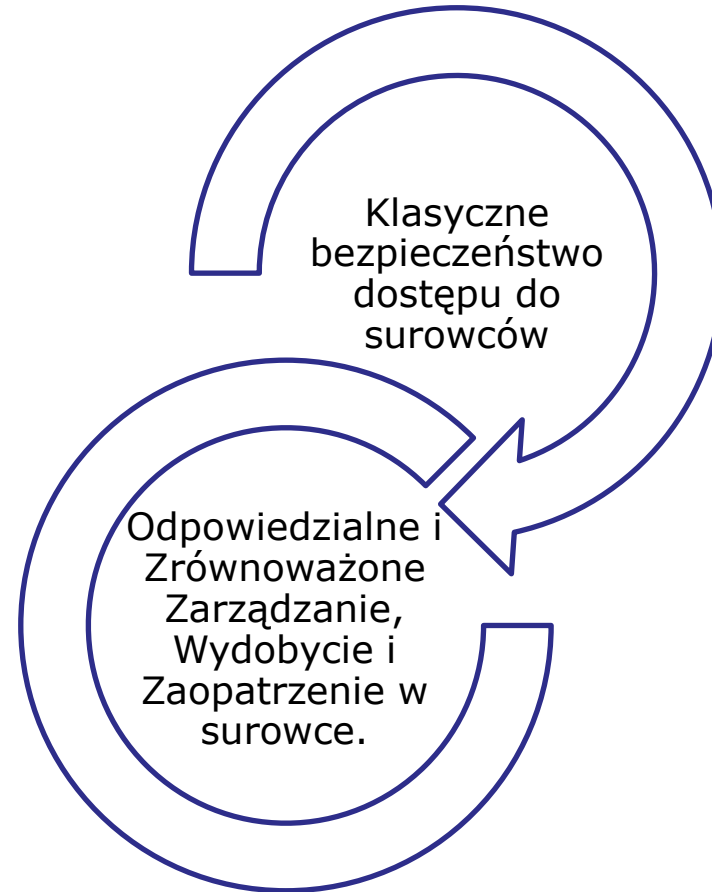 Klasyczne
bezpieczeństwo
dostępu do
surowców
Odpowiedzialne i
Zrównoważone
Zarządzanie,
Wydobycie i
Zaopatrzenie w
surowce.